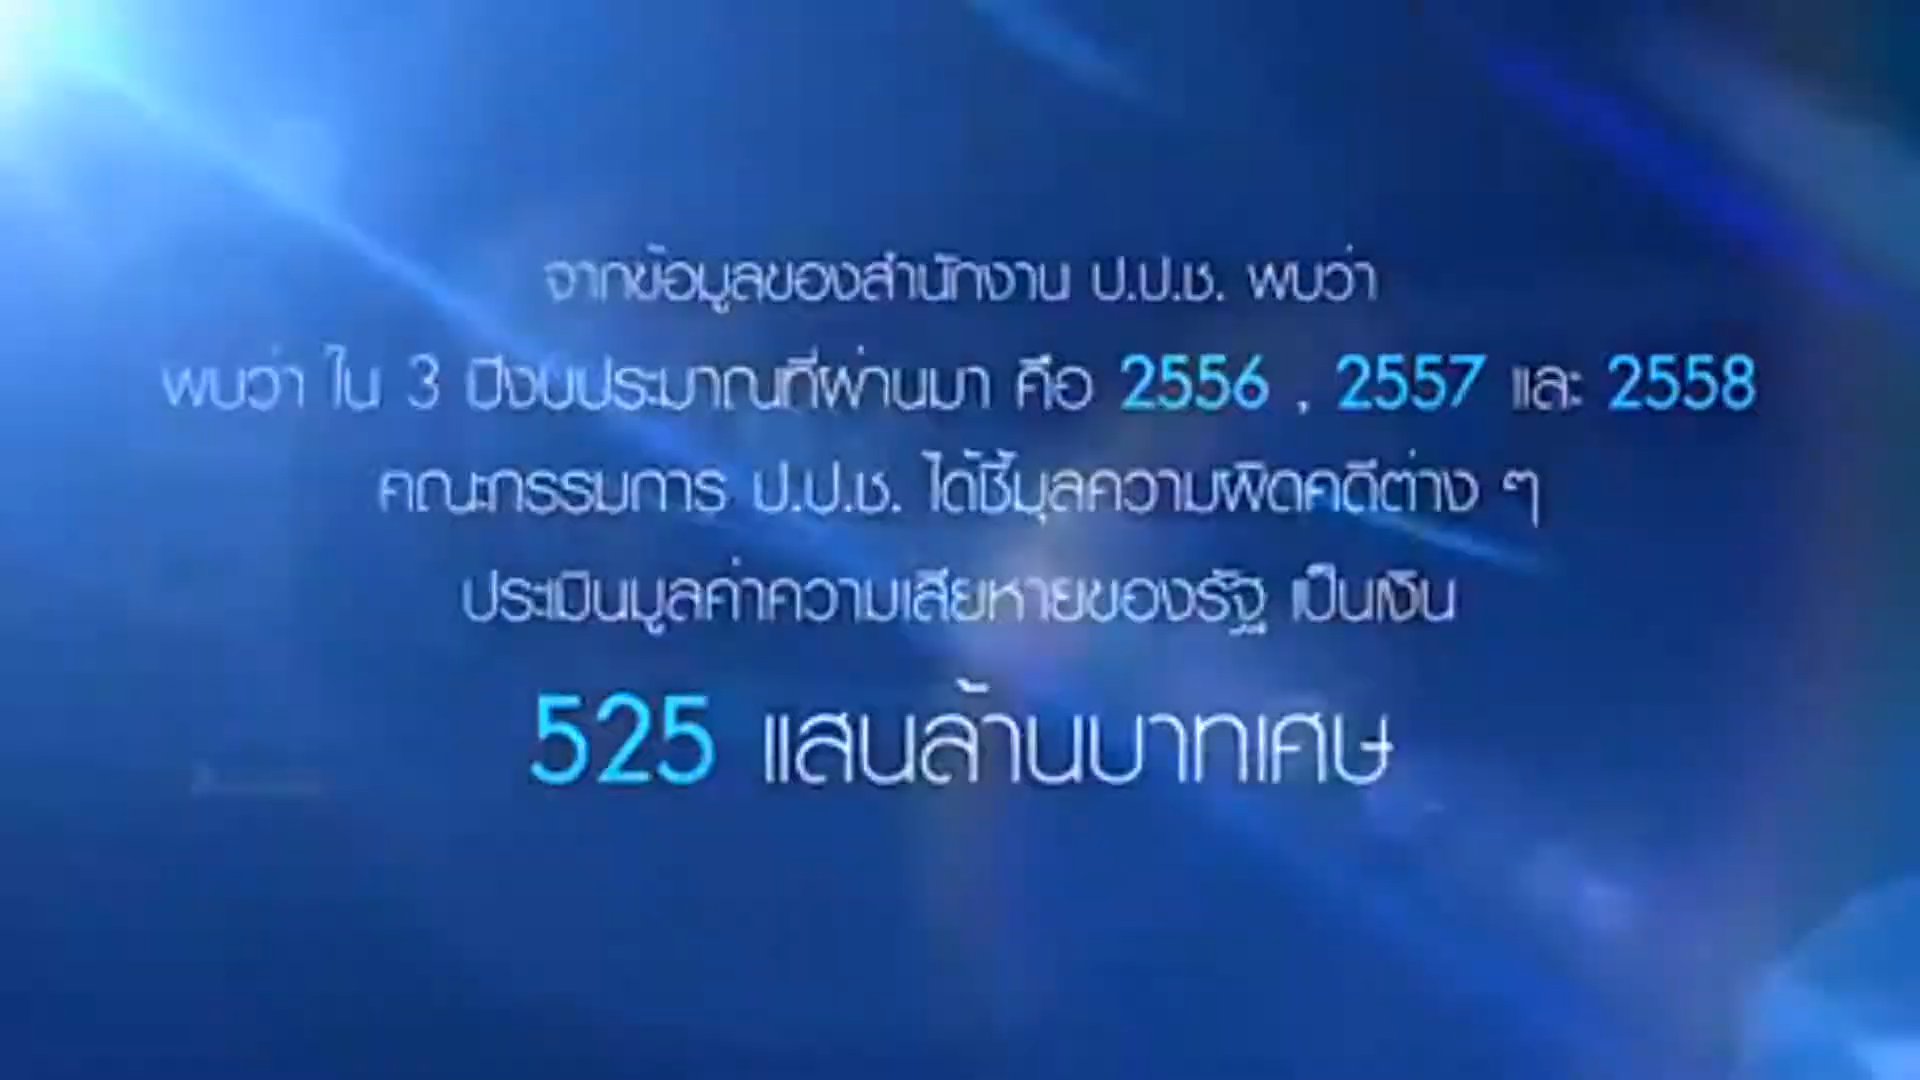 จากข้อมูลของสำนักงาน ป.ป.ช. พบว่า
พบว่า ใน 3 ปีงบประมาณที่ผ่านมา คือ 2556 , 2557 และ 2558
คณะกรรมการ ป.ป.ช. ได้ชี้มุลความผิดคดีต่าง ๆ
ประเมินมูลค่าความเสียหายของรัฐ เป็นเงิน
525 แสนล้านบาทเศษ